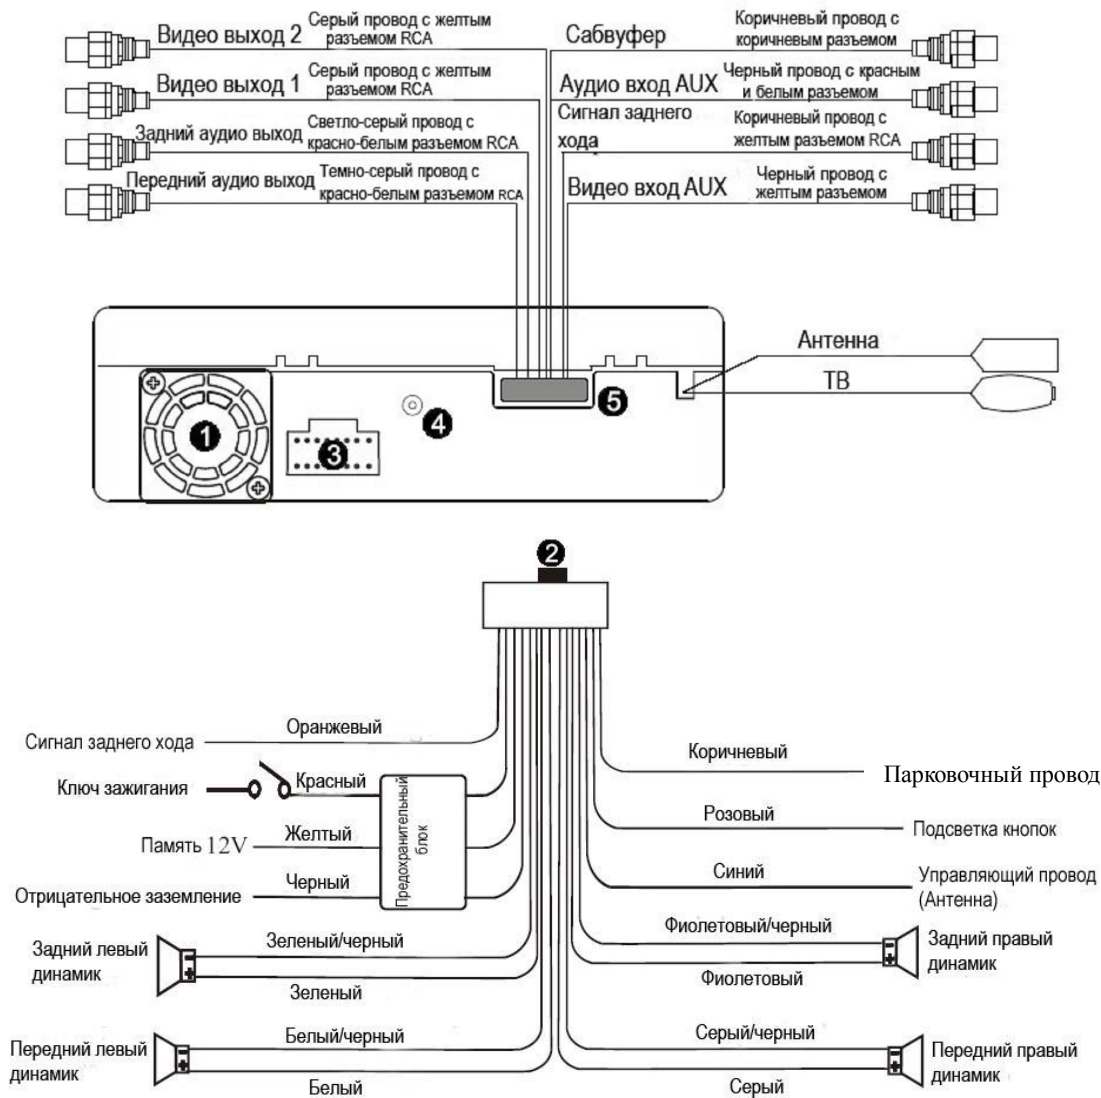 Видео выход 2
Серый провод с желтым
разъемом RCA
Видео выход 1
Серый провод с желтым
разъемом RCA
Задний аудио выход
Светло-серый провод с
красно-белым разъемом RCA
Передний аудио выход
Темно-серый провод с
красно-белым разъемом RCA
Сабвуфер
Коричневый провод с
коричневым разъемом
Аудио вход AUX
Черный провод с красным
и белым разъемом
Сигнал заднего
хода
Коричневый провод с
желтым разъемом RCA
Видео вход AUX
Черный провод с
желтым разъемом
Антенна
ТВ
1
3
4
5
2
Сигнал заднего хода
Оранжевый
Ключ зажигания
Красный
Память 12V
Желтый
Отрицательное заземление
Черный
Предохранительный
блок
Задний левый
динамик
Зеленый/черный
Зеленый
Передний левый
динамик
Белый/черный
Белый
Коричневый
Парковочный провод
Розовый
Подсветка кнопок
Синий
Управляющий провод
(Антенна)
Фиолетовый/черный
Фиолетовый
Задний правый
динамик
Серый/черный
Серый
Передний правый
динамик